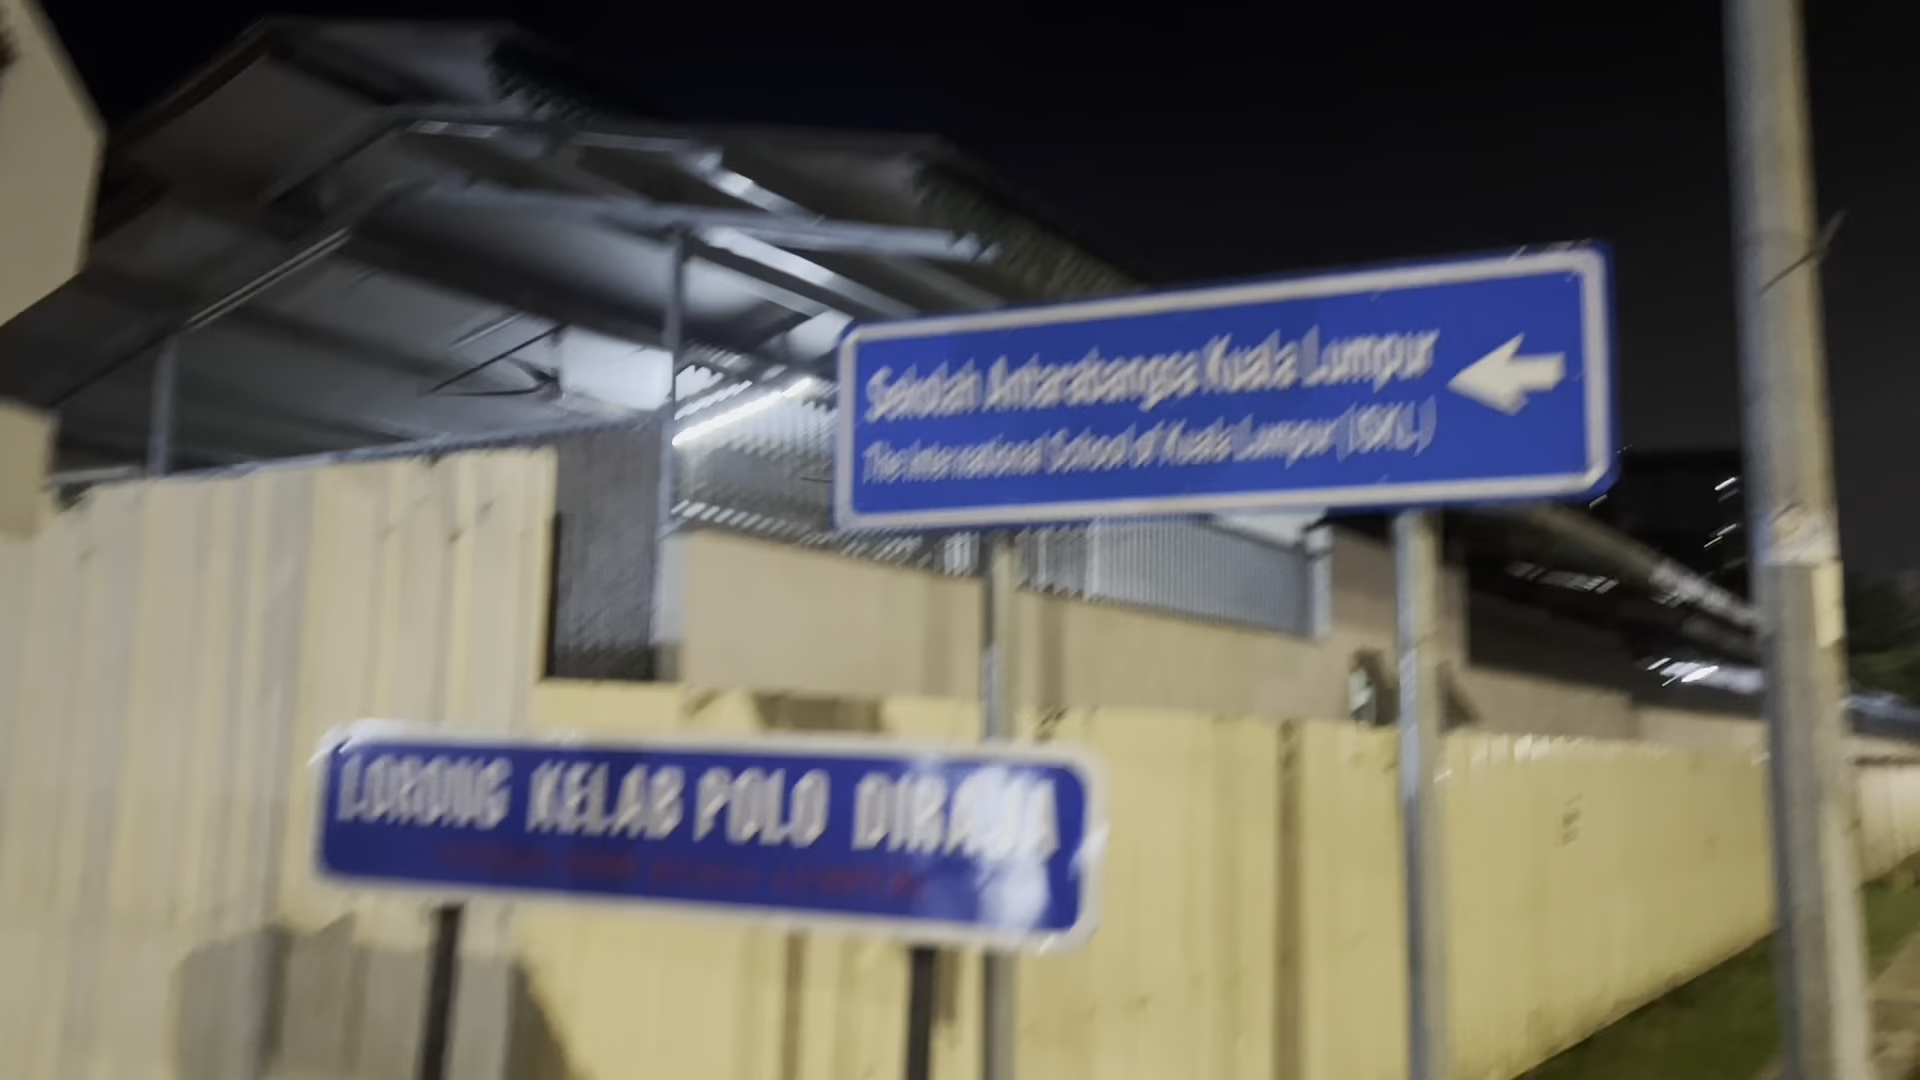 Sekolah Antarabangsa Kuala Lumpur
The International School of Kuala Lumpur (ISKL)
LORONG KELAB POLO DIRAJA